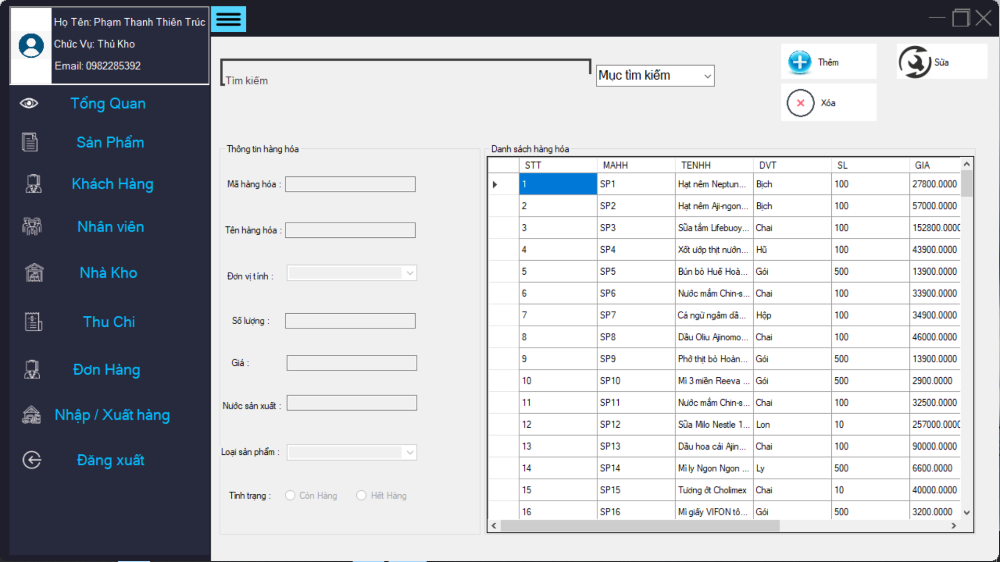 Họ Tên: Phạm Thanh Thiên Trúc
Chức Vụ: Thủ Kho
Email: 0982285392
Tổng Quan
Sản Phẩm
Khách Hàng
Nhân viên
Nhà Kho
Thu Chi
Đơn Hàng
Nhập / Xuất hàng
Đăng xuất
Tìm kiếm
Mục tìm kiếm
Thêm
Sửa
Xóa
Thông tin hàng hóa
Mã hàng hóa :
Tên hàng hóa :
Đơn vị tính :
Số lượng :
Giá :
Nước sản xuất :
Loại sản phẩm :
Tình trạng : Còn Hàng Hết Hàng
Danh sách hàng hóa
STT MAHH TENHH DVT SL GIA
1 SP1 Hạt nêm Neptun... Bịch 100 27800.0000
2 SP2 Hạt nêm Aji-ngon... Bịch 100 57000.0000
3 SP3 Sữa tắm Lifebuoy... Chai 100 152800.0000
4 SP4 Xốt ướp thịt nướn... Hũ 100 43900.0000
5 SP5 Bún bò Huế Hoà... Gói 500 13900.0000
6 SP6 Nước mắm Chin-s... Chai 100 33900.0000
7 SP7 Cá ngừ ngâm dầ... Hộp 100 34900.0000
8 SP8 Dầu Oliu Ajinomo... Chai 100 46000.0000
9 SP9 Phở thịt bò Hoàn... Gói 500 13900.0000
10 SP10 Mì 3 miền Reeva ... Gói 500 2900.0000
11 SP11 Nước mắm Chin-s... Chai 100 32500.0000
12 SP12 Sữa Milo Nestle 1... Lon 10 257000.0000
13 SP13 Dầu hoa cải Ajin... Chai 100 90000.0000
14 SP14 Mì ly Ngon Ngon ... Ly 500 6600.0000
15 SP15 Tương ớt Cholimex Chai 10 40000.0000
16 SP16 Mì giấy VIFON tô... Gói 500 3200.0000